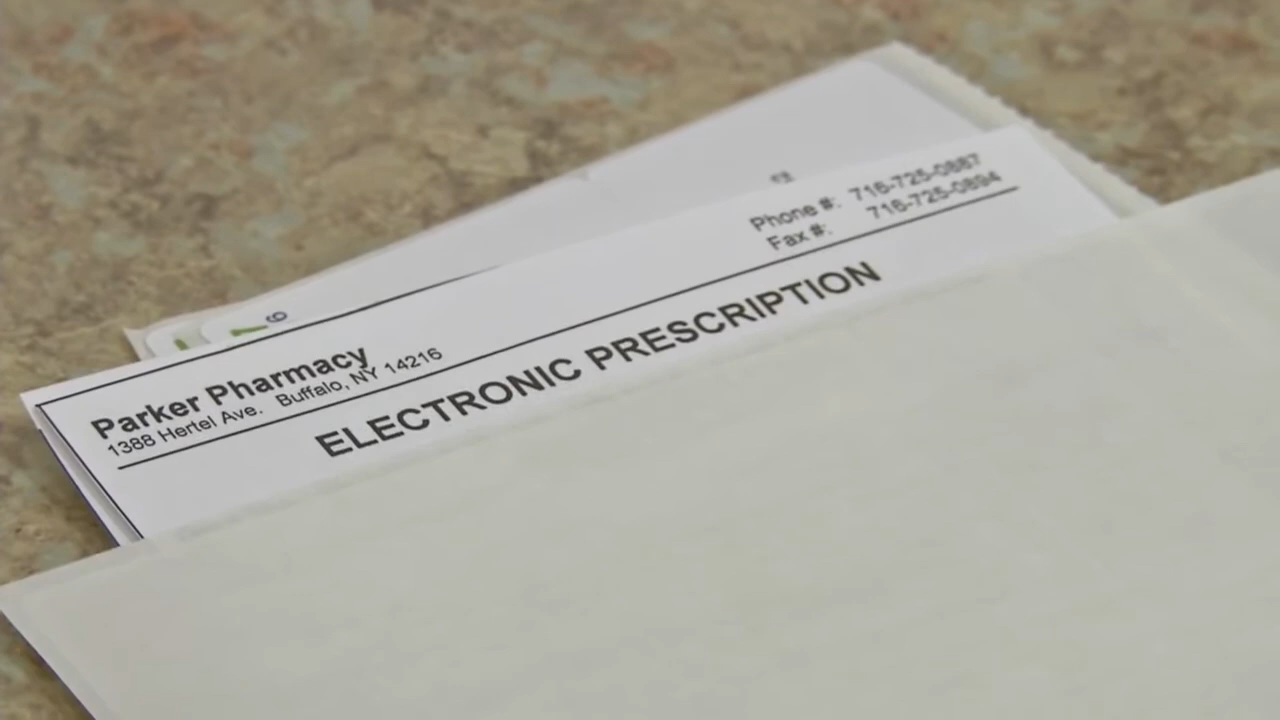 Parker Pharmacy
1388 Hertel Ave. Buffalo, NY 14216
Phone #: 716-725-0887
Fax #: 716-725-0894
ELECTRONIC PRESCRIPTION